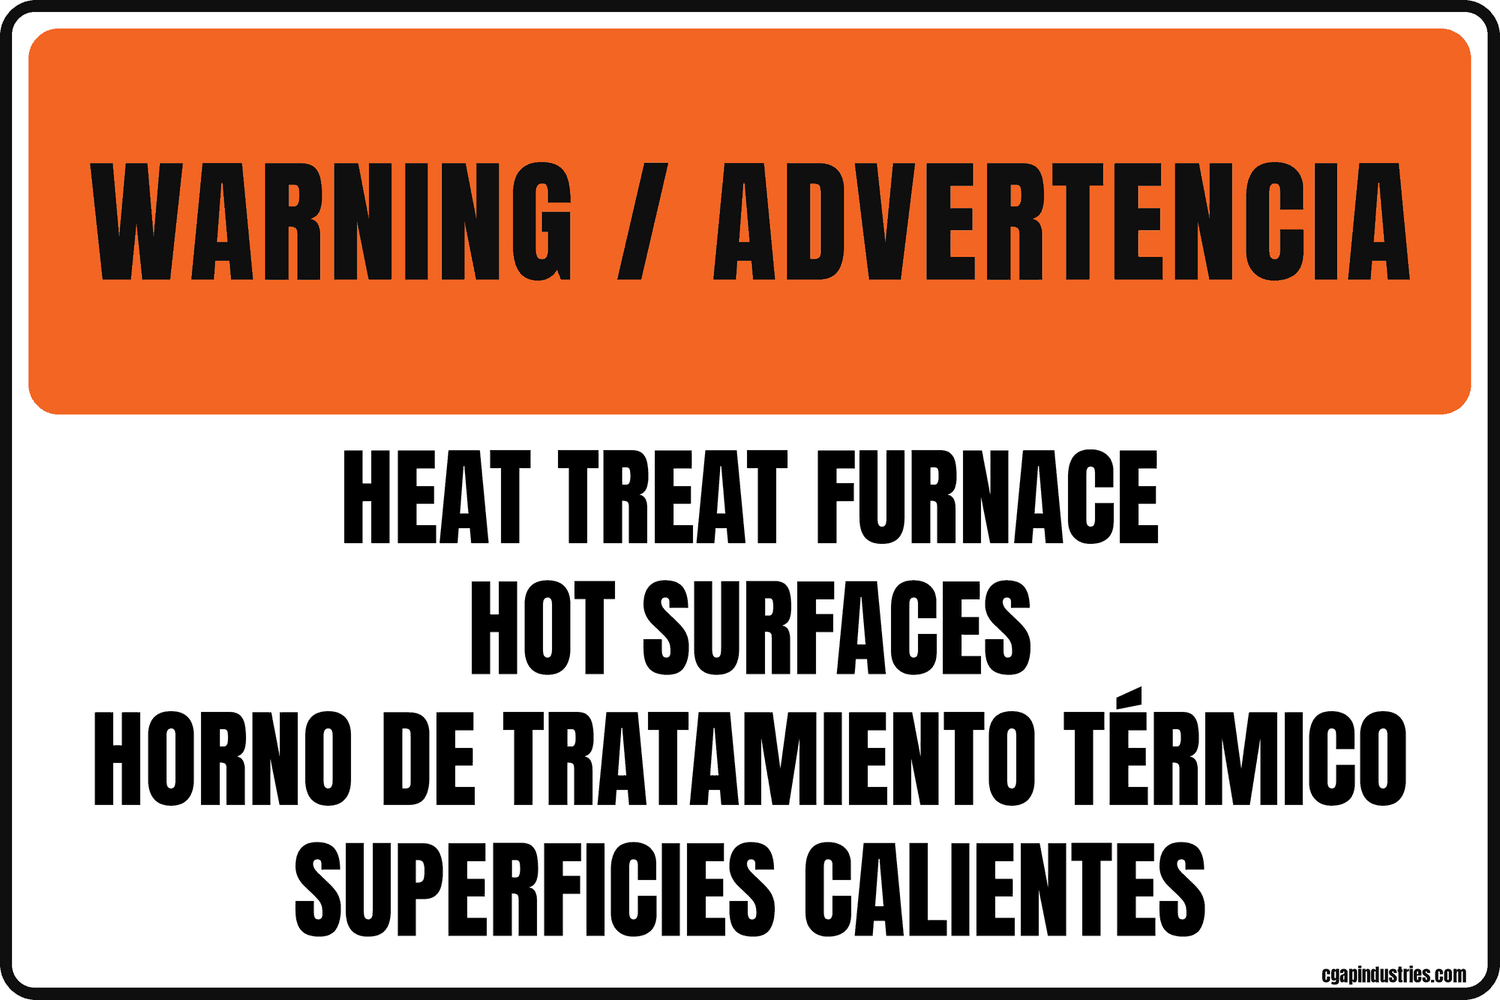 WARNING / ADVERTENCIA
HEAT TREAT FURNACE
HOT SURFACES
HORNO DE TRATAMIENTO TÉRMICO
SUPERFICIES CALIENTES
cgapindustries.com